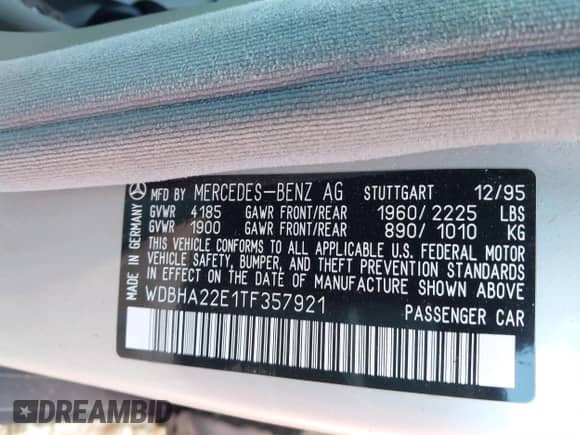 MADE IN GERMANY
MFD BY MERCEDES-BENZ AG STUTTGART 12/95
GVWR 4185 GAWR FRONT/REAR 1960/2225 LBS
GVWR 1900 GAWR FRONT/REAR 890/1010 KG
THIS VEHICLE CONFORMS TO ALL APPLICABLE U.S. FEDERAL MOTOR
VEHICLE SAFETY, BUMPER, AND THEFT PREVENTION STANDARDS
IN EFFECT ON THE DATE OF MANUFACTURE SHOWN ABOVE.
WDBHA22E1TF357921 PASSENGER CAR
DREAMBID